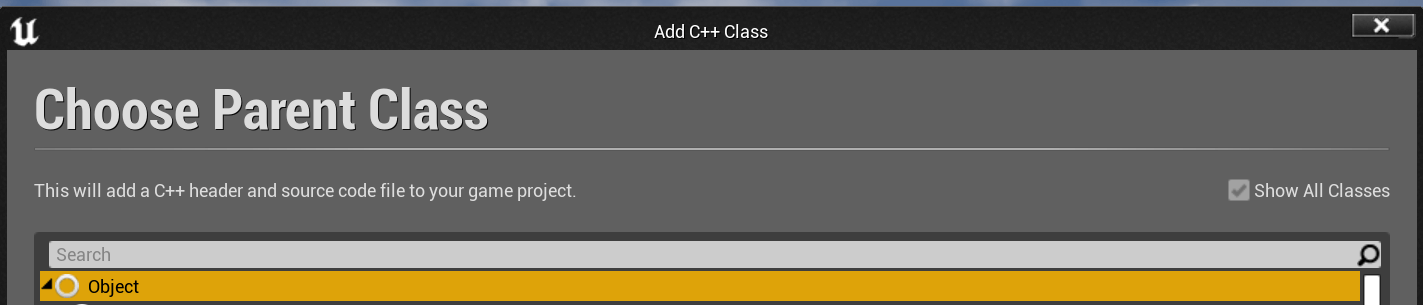 Add C++ Class
Choose Parent Class
This will add a C++ header and source code file to your game project.
Show All Classes
Search
Object